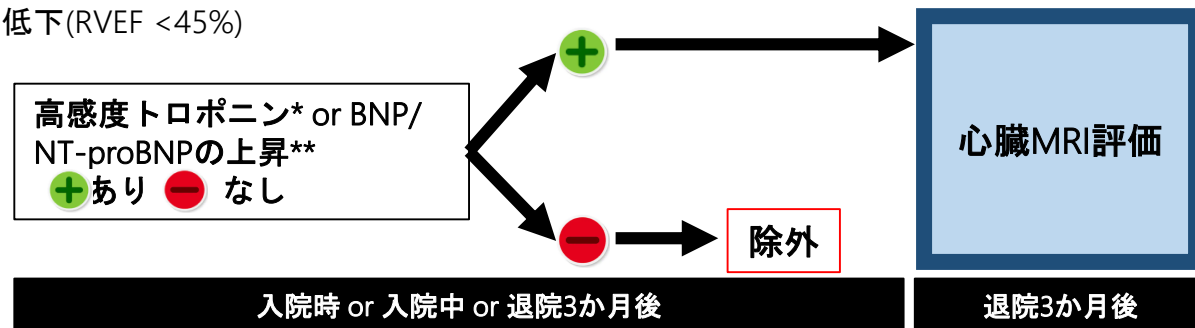 低下(RVEF <45%)
高感度トロポニン* or BNP/
NT-proBNPの上昇**
あり なし
心臓MRI評価
除外
入院時 or 入院中 or 退院3か月後
退院3か月後